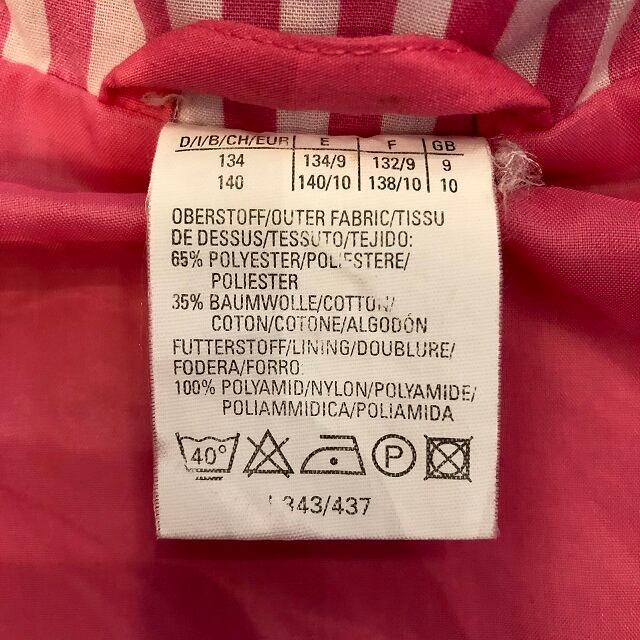 D/I/B/CH/EUR E F GB
134 134/9 132/9 9
140 140/10 138/10 10
OBERSTOFF/OUTER FABRIC/TISSU
DE DESSUS/TESSUTO/TEJIDO:
65% POLYESTER/POLIESTERE/
POLIESTER
35% BAUMWOLLE/COTTON/
COTON/COTONE/ALGODÓN
FUTTERSTOFF/LINING/DOUBLURE/
FODERA/FORRO:
100% POLYAMID/NYLON/POLYAMIDE/
POLIAMMIDICA/POLIAMIDA
40° P
343/437